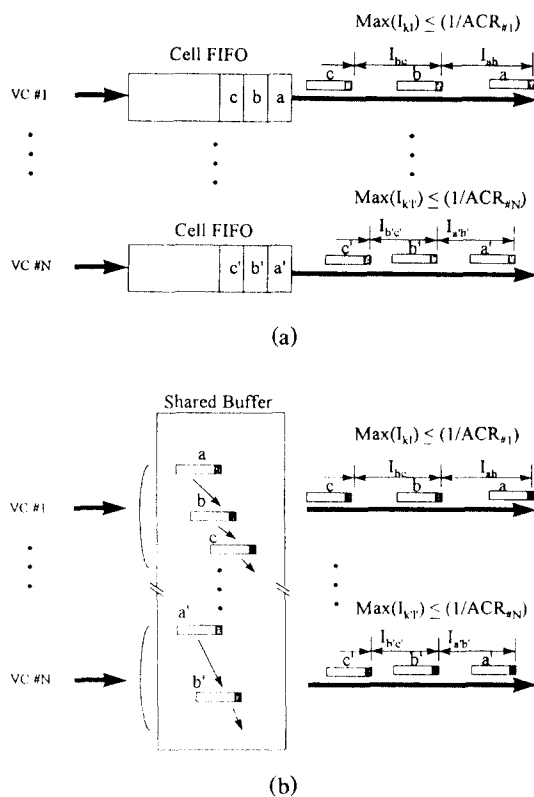 Max(I_kl) ≤ (1/ACR_#1)
Cell FIFO
I_bc I_ab
c b a
VC #1
c b a
Max(I_k'l') ≤ (1/ACR_#N)
Cell FIFO
I_b'c' I_a'b'
c' b' a'
VC #N
c' b' a'
(a)
Shared Buffer
Max(I_kl) ≤ (1/ACR_#1)
a
I_bc I_ab
c b a
b
VC #1
c
Max(I_k'l') ≤ (1/ACR_#N)
a'
I_b'c' I_a'b'
c' b' a'
VC #N
b'
(b)